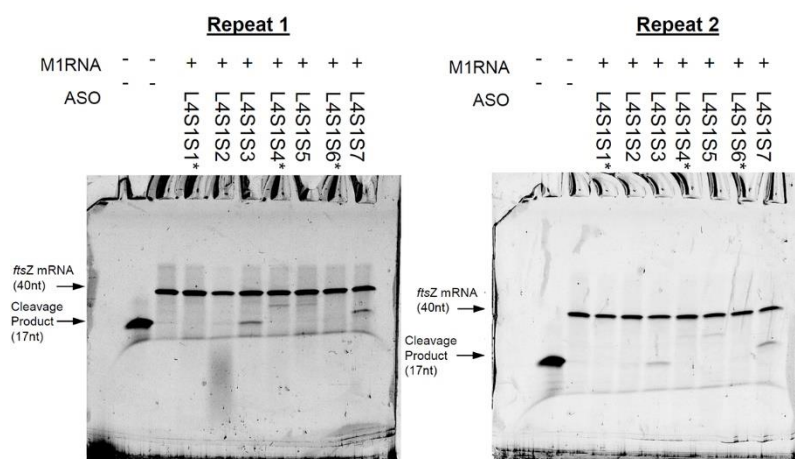 Repeat 1
M1RNA - - + + + + + + +
ASO - - L4S1S1* L4S1S2 L4S1S3 L4S1S4* L4S1S5 L4S1S6* L4S1S7
ftsZ mRNA
(40nt)
Cleavage
Product
(17nt)
Repeat 2
M1RNA - - + + + + + + +
ASO - - L4S1S1* L4S1S2 L4S1S3 L4S1S4* L4S1S5 L4S1S6* L4S1S7
ftsZ mRNA
(40nt)
Cleavage
Product
(17nt)